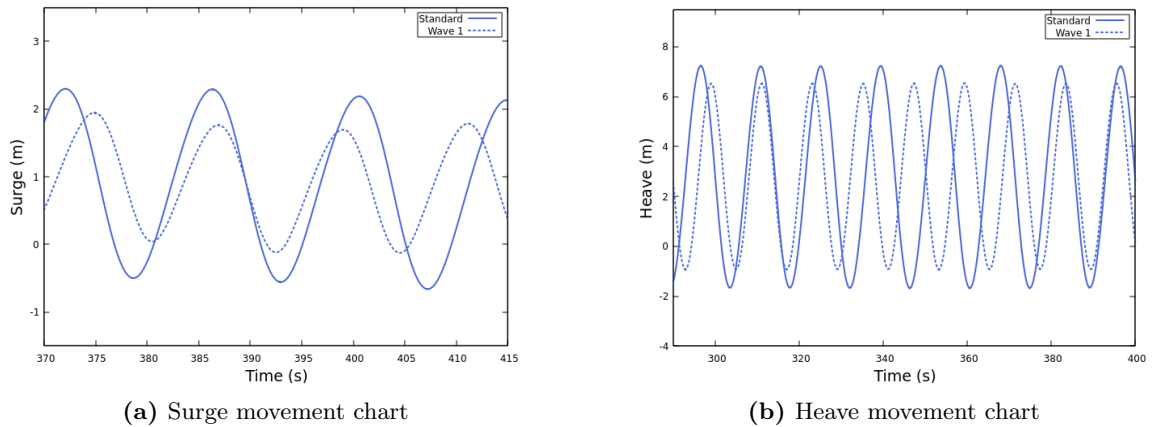 Standard
Wave 1
3
2
1
0
-1
Surge (m)
370 375 380 385 390 395 400 405 410 415
Time (s)
(a) Surge movement chart
Standard
Wave 1
8
6
4
2
0
-2
-4
Heave (m)
300 320 340 360 380 400
Time (s)
(b) Heave movement chart